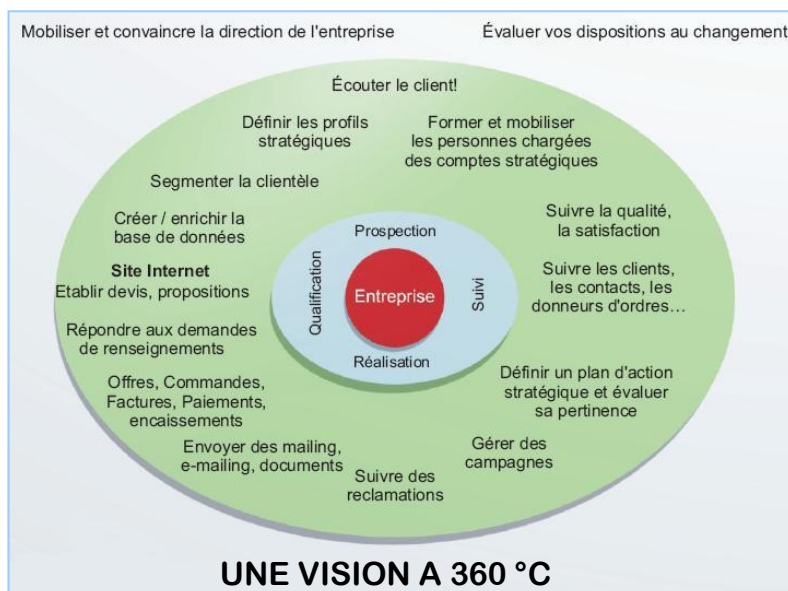 Mobiliser et convaincre la direction de l'entreprise
Évaluer vos dispositions au changement
Écouter le client!
Définir les profils
stratégiques
Former et mobiliser
les personnes chargées
des comptes stratégiques
Segmenter la clientèle
Créer / enrichir la
base de données
Suivre la qualité,
la satisfaction
Prospection
Site Internet
Etablir devis, propositions
Qualification
Entreprise
Suivi
Suivre les clients,
les contacts, les
donneurs d'ordres...
Répondre aux demandes
de renseignements
Réalisation
Offres, Commandes,
Factures, Paiements,
encaissements
Définir un plan d'action
stratégique et évaluer
sa pertinence
Envoyer des mailing,
e-mailing, documents
Suivre des
reclamations
Gérer des
campagnes
UNE VISION A 360 °C